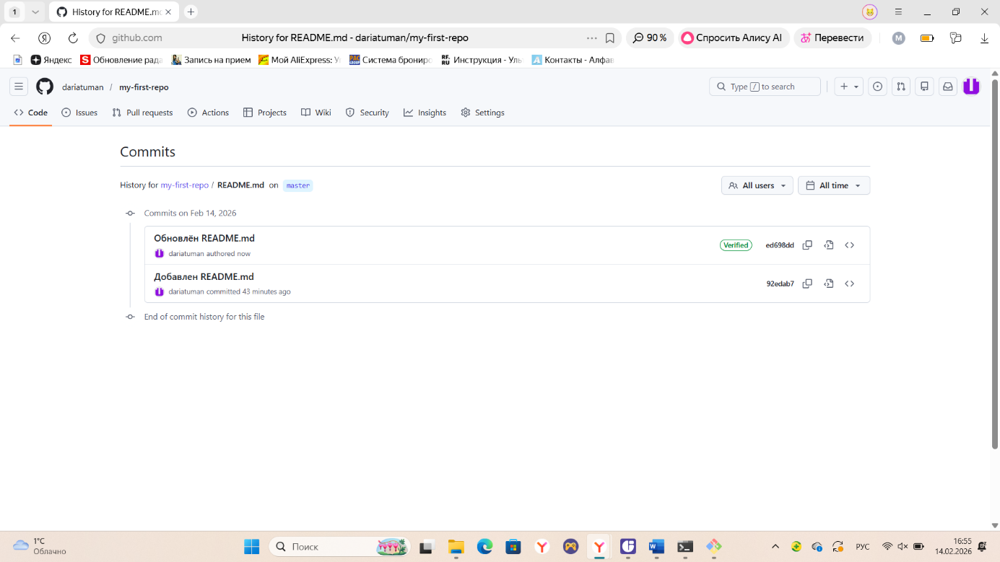 1
History for README.md
github.com
History for README.md - dariatuman/my-first-repo
90 %
Спросить Алису AI
Перевести
M
Яндекс
Обновление рада
Запись на прием
Мой AliExpress:
Система брониро
Инструкция - Уль
Контакты - Алфав
dariatuman / my-first-repo
Type / to search
Code
Issues
Pull requests
Actions
Projects
Wiki
Security
Insights
Settings
Commits
History for my-first-repo / README.md on master
All users
All time
Commits on Feb 14, 2026
Обновлён README.md
dariatuman authored now
Verified
ed698dd
Добавлен README.md
dariatuman committed 43 minutes ago
92edab7
End of commit history for this file
1°C
Облачно
Поиск
РУС
16:55
14.02.2026